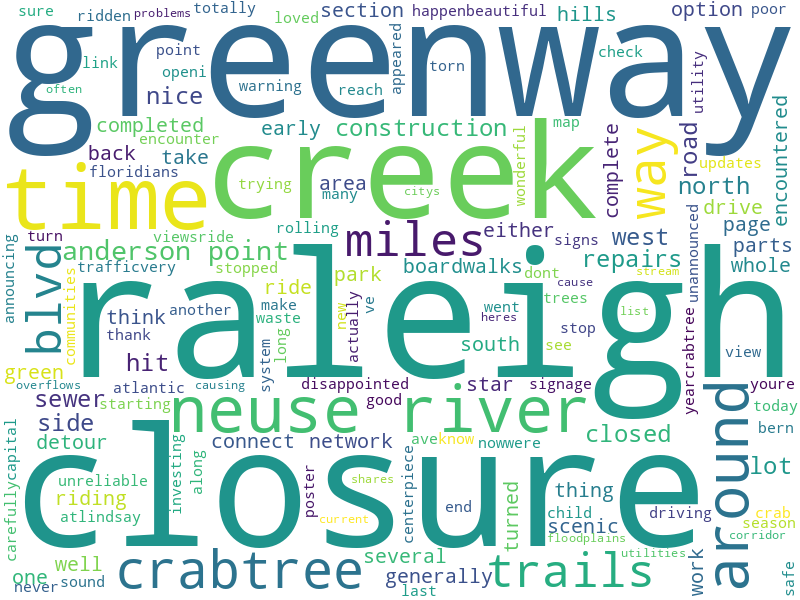 sure
ridden
problems
totally
loved
section
happenbeautiful
hills
option
poor
greenway
link
point
openi
often
nice
warning
reach
appeared
torn
check
utility
completed
encounter
early
construction
wonderful
map
complete
way
road
encountered
back
take
floridians
trying
area
many
creek
citys
updates
north
drive
time
announcing
turn
communities
blvd
anderson point
viewsride
trafficvery
stopped
rolling
miles
either
signs
west
repairs
unannounced
page
parts
whole
park
boardwalks
dont
cause
stream
ride
think
another
make
thank
waste
long
new
ve
actually
went
heres
trees
stop
list
see
raleigh
view
south
yearcrabtree
green
hit
atlantic
system
disappointed
good
star
signage
youre
overflows
causing
sewer
starting
neuse river
around
today
side
detour
connect
network
ave
know
nowwere
closed
bern
lot
carefullycapital
unreliable
riding
atlindsay
investing
along
poster
shares
current
centerpiece
end
turned
thing
child
scenic
driving
floodplains
crab
season
corridor
closure
one
well
never
sound
crabtree
several
generally
last
trails
utilities
work
safe